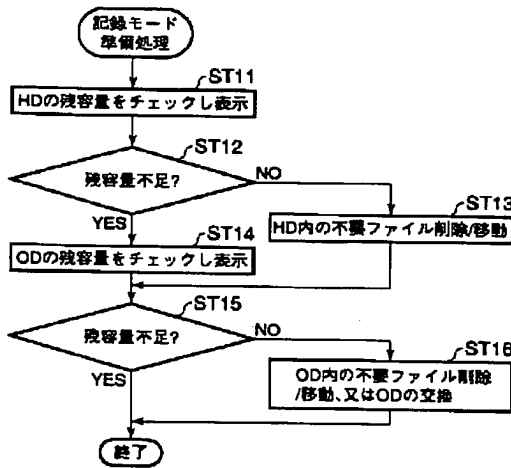 記録モード
準備処理
ST11
HDの残容量をチェックし表示
ST12
残容量不足?
NO
YES
ST13
HD内の不要ファイル削除/移動
ST14
ODの残容量をチェックし表示
ST15
残容量不足?
NO
YES
ST16
OD内の不要ファイル削除
/移動、又はODの交換
終了